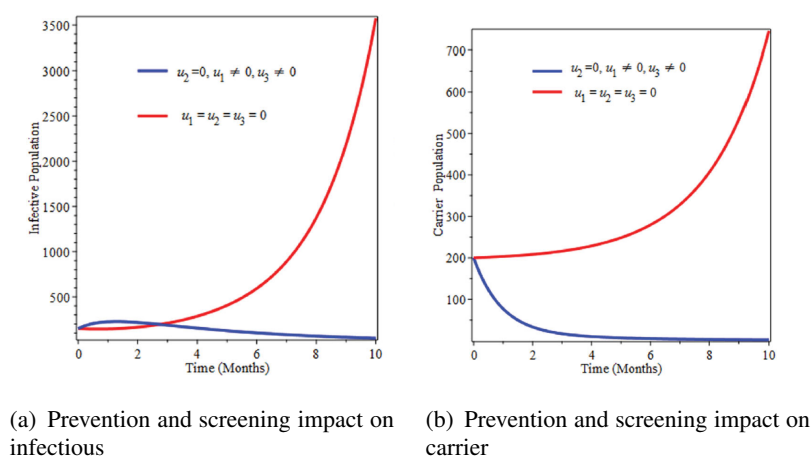 3500
3000
2500
2000
1500
1000
500
0
2
4
6
8
10
Time (Months)
Infective Population
u2 =0, u1 ≠ 0, u3 ≠ 0
u1 = u2 = u3 = 0
700
600
500
400
300
200
100
0
2
4
6
8
10
Time (Months)
Carrier Population
u2 =0, u1 ≠ 0, u3 ≠ 0
u1 = u2 = u3 = 0
(a) Prevention and screening impact on
infectious
(b) Prevention and screening impact on
carrier